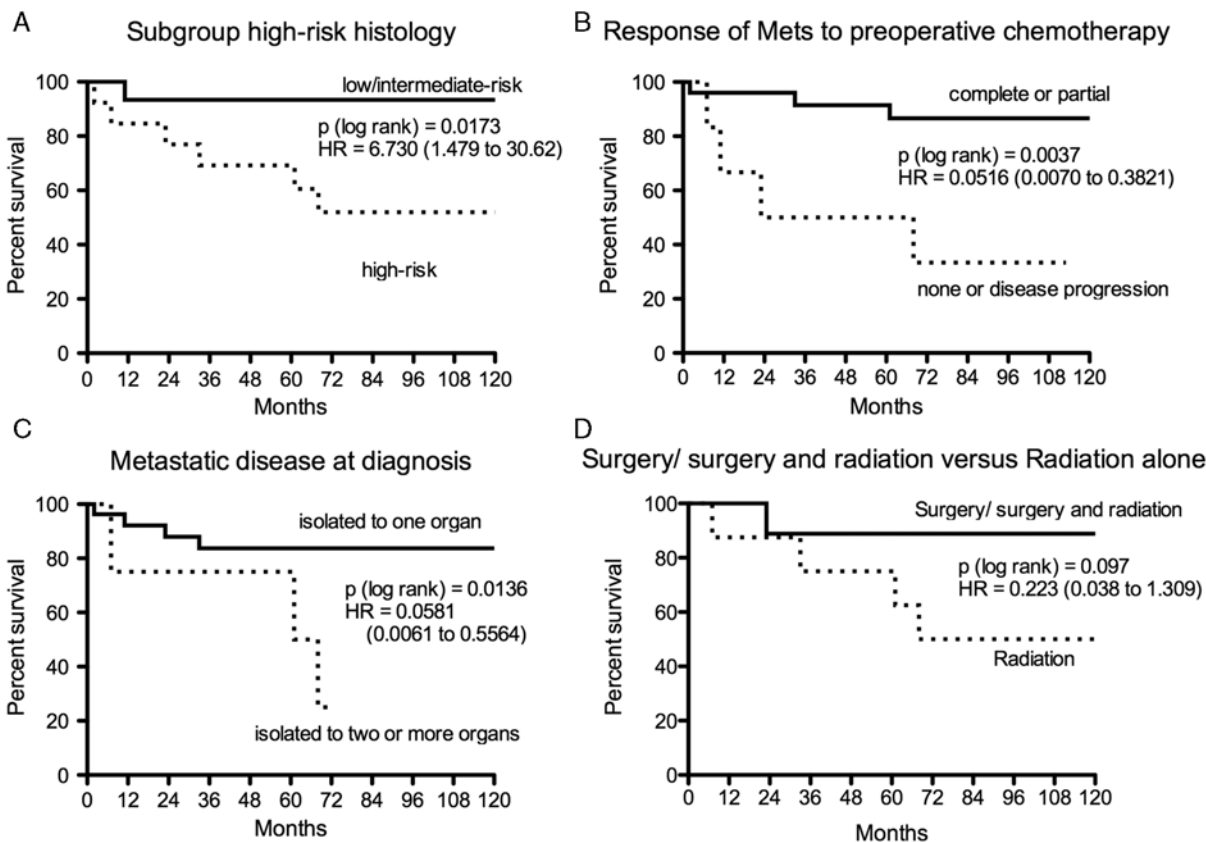 A
Subgroup high-risk histology
Percent survival
100
80
60
40
20
0
low/intermediate-risk
p (log rank) = 0.0173
HR = 6.730 (1.479 to 30.62)
high-risk
0 12 24 36 48 60 72 84 96 108 120
Months
B
Response of Mets to preoperative chemotherapy
Percent survival
100
80
60
40
20
0
complete or partial
p (log rank) = 0.0037
HR = 0.0516 (0.0070 to 0.3821)
none or disease progression
0 12 24 36 48 60 72 84 96 108 120
Months
C
Metastatic disease at diagnosis
Percent survival
100
80
60
40
20
0
isolated to one organ
p (log rank) = 0.0136
HR = 0.0581
(0.0061 to 0.5564)
isolated to two or more organs
0 12 24 36 48 60 72 84 96 108 120
Months
D
Surgery/ surgery and radiation versus Radiation alone
Percent survival
100
80
60
40
20
0
Surgery/ surgery and radiation
p (log rank) = 0.097
HR = 0.223 (0.038 to 1.309)
Radiation
0 12 24 36 48 60 72 84 96 108 120
Months